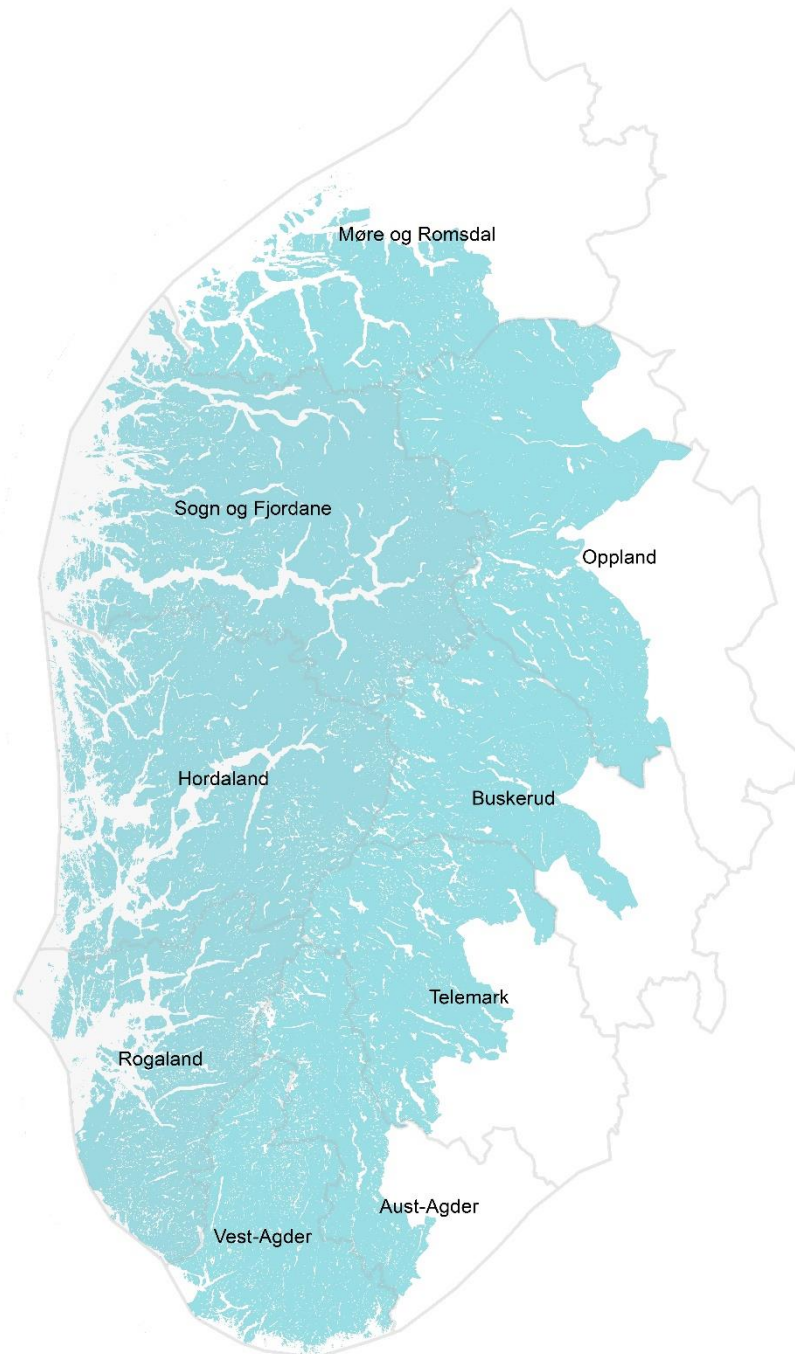 Møre og Romsdal
Sogn og Fjordane
Oppland
Hordaland
Buskerud
Telemark
Rogaland
Aust-Agder
Vest-Agder